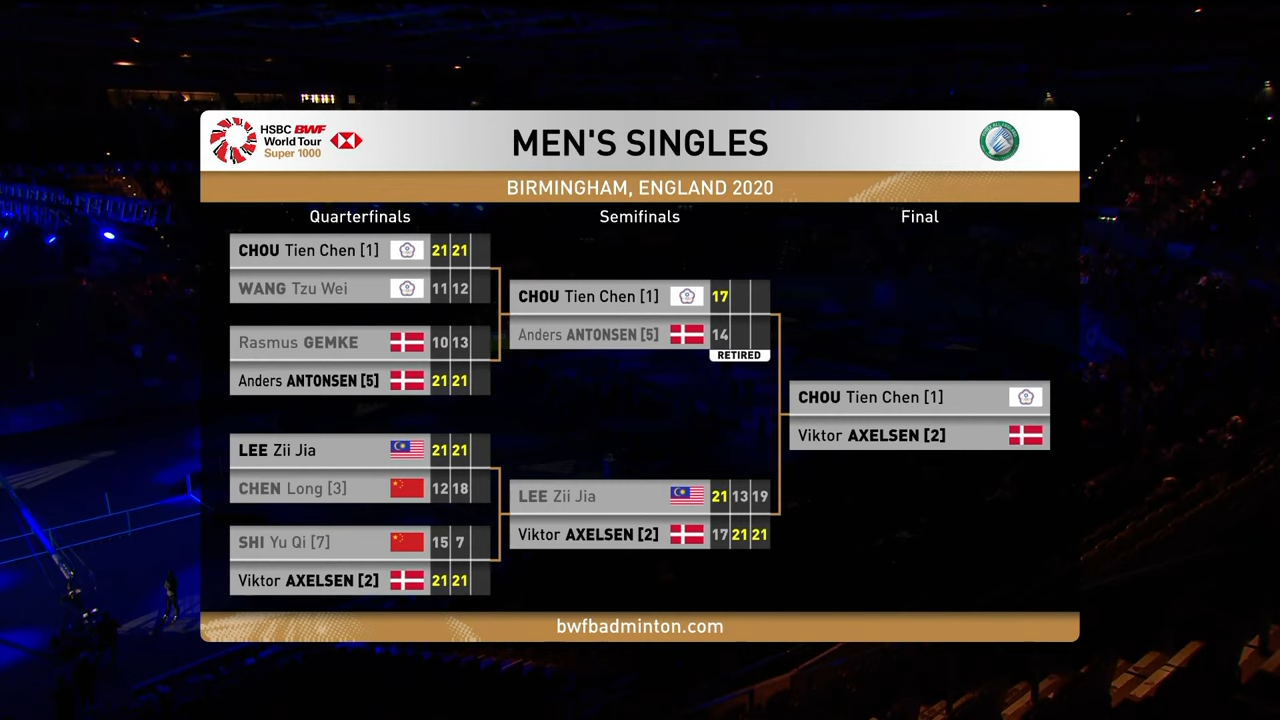 HSBC BWF
World Tour
Super 1000
MEN'S SINGLES
BIRMINGHAM, ENGLAND 2020
Quarterfinals Semifinals Final
CHOU Tien Chen [1] 21 21
WANG Tzu Wei 11 12
Rasmus GEMKE 10 13
Anders ANTONSEN [5] 21 21
LEE Zii Jia 21 21
CHEN Long [3] 12 18
SHI Yu Qi [7] 15 7
Viktor AXELSEN [2] 21 21
CHOU Tien Chen [1] 17
Anders ANTONSEN [5] 14
RETIRED
LEE Zii Jia 21 13 19
Viktor AXELSEN [2] 17 21 21
CHOU Tien Chen [1]
Viktor AXELSEN [2]
bwfbadminton.com